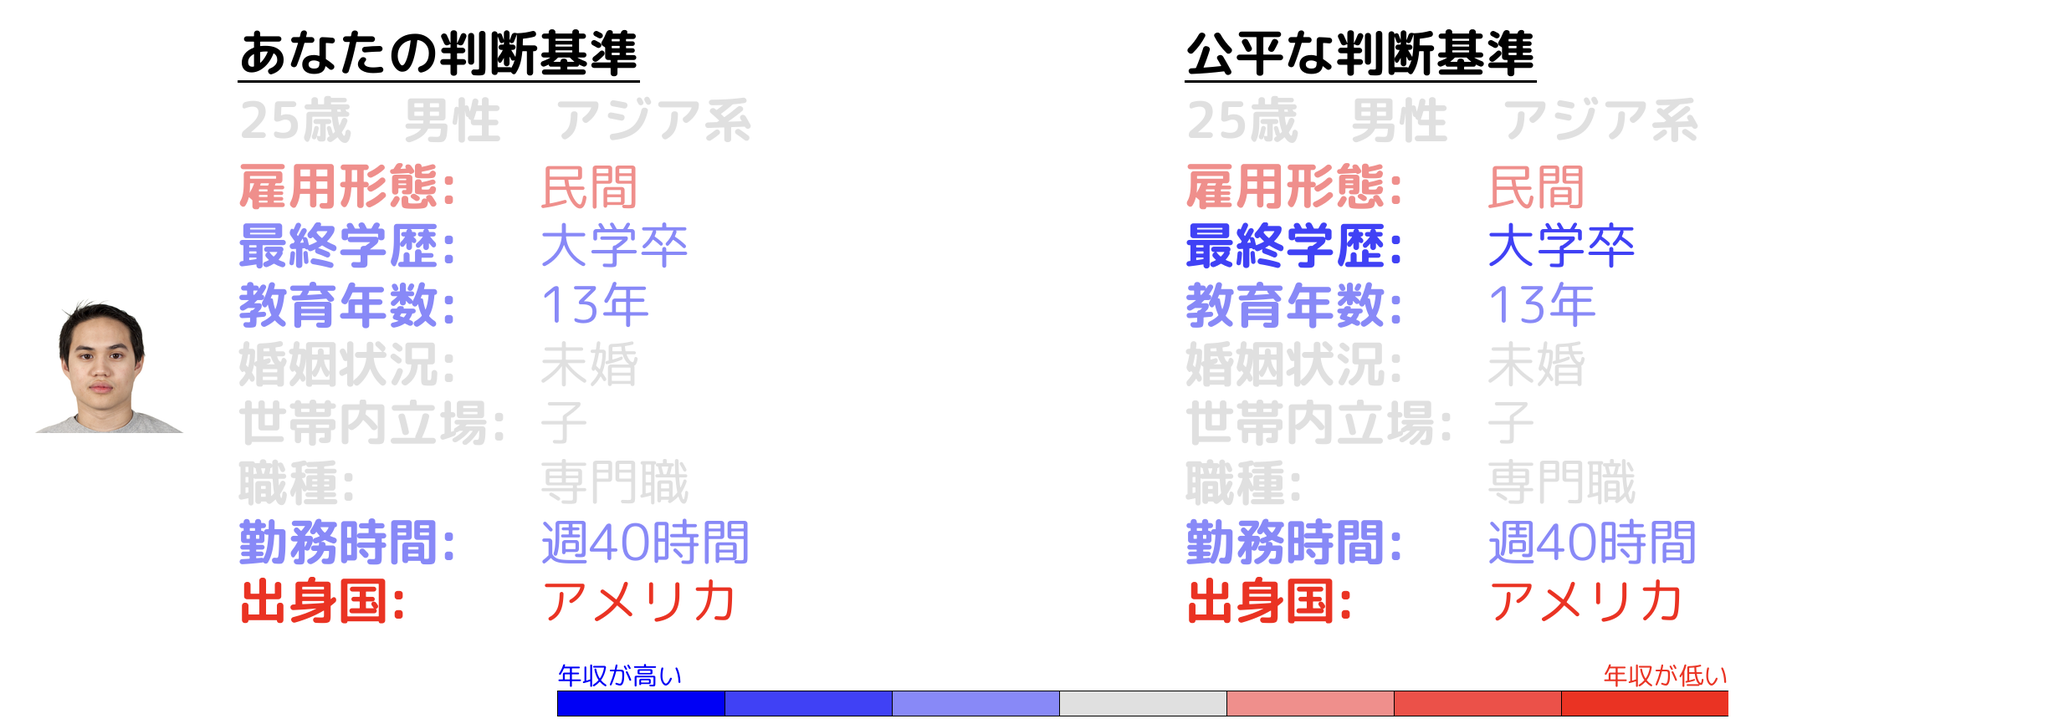 あなたの判断基準
25歳 男性 アジア系
雇用形態: 民間
最終学歴: 大学卒
教育年数: 13年
婚姻状況: 未婚
世帯内立場: 子
職種: 専門職
勤務時間: 週40時間
出身国: アメリカ
公平な判断基準
25歳 男性 アジア系
雇用形態: 民間
最終学歴: 大学卒
教育年数: 13年
婚姻状況: 未婚
世帯内立場: 子
職種: 専門職
勤務時間: 週40時間
出身国: アメリカ
年収が高い
年収が低い